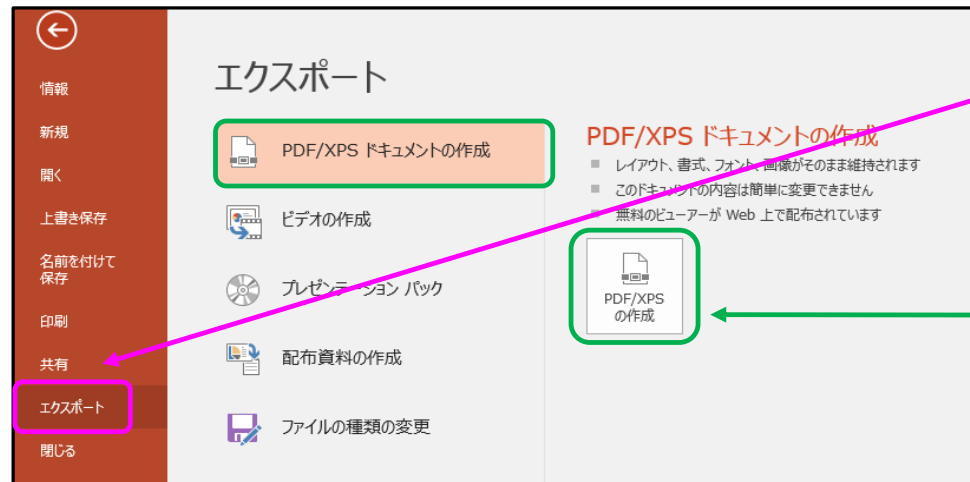 情報
新規
開く
上書き保存
名前を付けて
保存
印刷
共有
エクスポート
閉じる
エクスポート
PDF/XPS ドキュメントの作成
ビデオの作成
プレゼンテーション パック
配布資料の作成
ファイルの種類の変更
PDF/XPS ドキュメントの作成
レイアウト、書式、フォント、画像がそのまま維持されます
このドキュメントの内容は簡単に変更できません
無料のビューアーが Web 上で配布されています
PDF/XPS
の作成